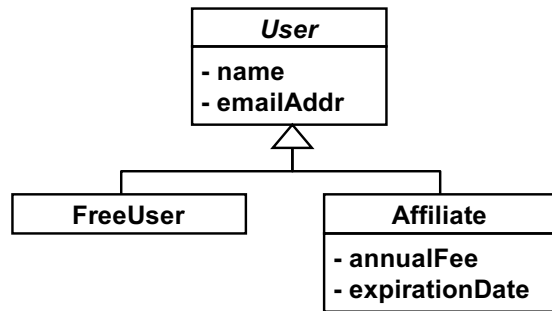 User
- name
- emailAddr
FreeUser
Affiliate
- annualFee
- expirationDate